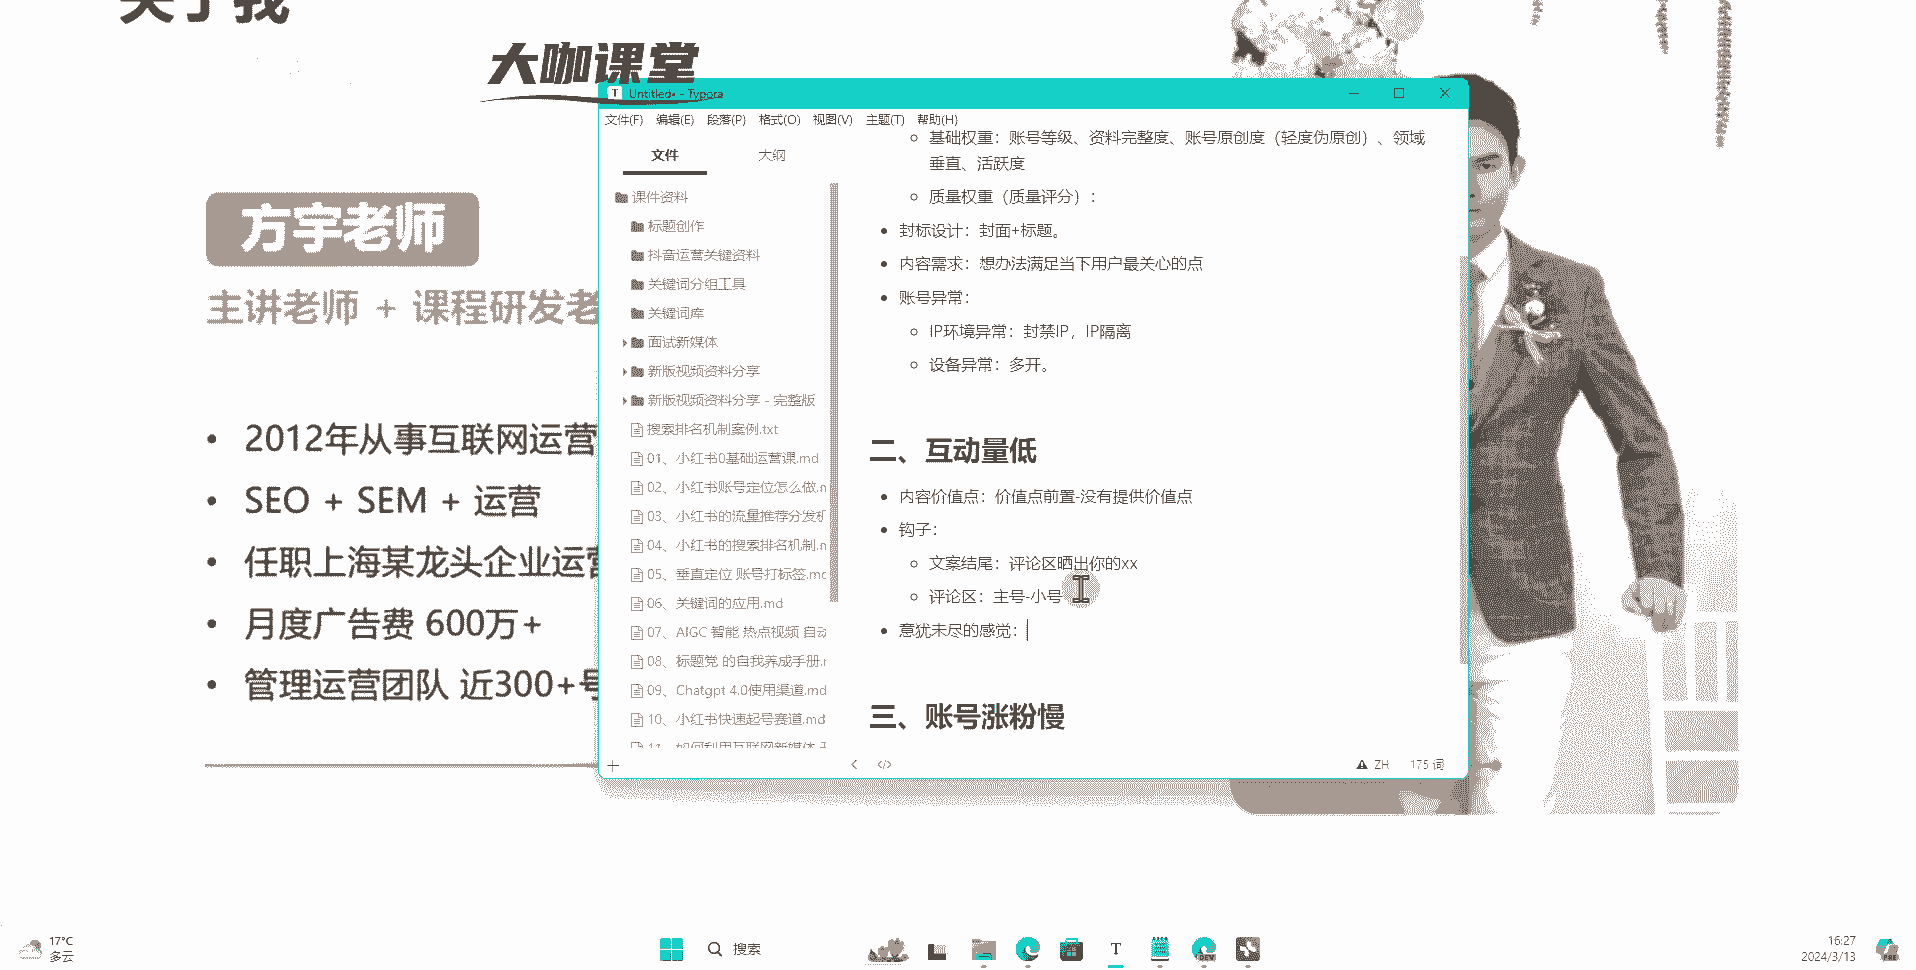 关于我
大咖课堂
方宇老师
主讲老师 + 课程研发老
• 2012年从事互联网运营
• SEO + SEM + 运营
• 任职上海某龙头企业运营
• 月度广告费 600万+
• 管理运营团队 近300+号
Untitled• - Typora
文件(F) 编辑(E) 段落(P) 格式(O) 视图(V) 主题(T) 帮助(H)
文件 大纲
课件资料
标题创作
抖音运营关键资料
关键词分组工具
关键词库
面试新媒体
新版视频资料分享
新版视频资料分享 - 完整版
搜索排名机制案例.txt
01、小红书0基础运营课.md
02、小红书账号定位怎么做.n
03、小红书的流量推荐分发机
04、小红书的搜索排名机制.n
05、垂直定位 账号打标签.mc
06、关键词的应用.md
07、AIGC 智能 热点视频 自动
08、标题党 的自我养成手册.r
09、Chatgpt 4.0使用渠道.md
10、小红书快速起号赛道.md
11、如何利用互联网新媒体
基础权重：账号等级、资料完整度、账号原创度（轻度伪原创）、领域
垂直、活跃度
质量权重（质量评分）：
• 封标设计：封面+标题。
• 内容需求：想办法满足当下用户最关心的点
• 账号异常：
IP环境异常：封禁IP，IP隔离
设备异常：多开。
二、互动量低
• 内容价值点：价值点前置-没有提供价值点
• 钩子：
文案结尾：评论区晒出你的xx
评论区：主号-小号
• 意犹未尽的感觉：
三、账号涨粉慢
ZH 175 词
17°C
多云
搜索
16:27
2024/3/13